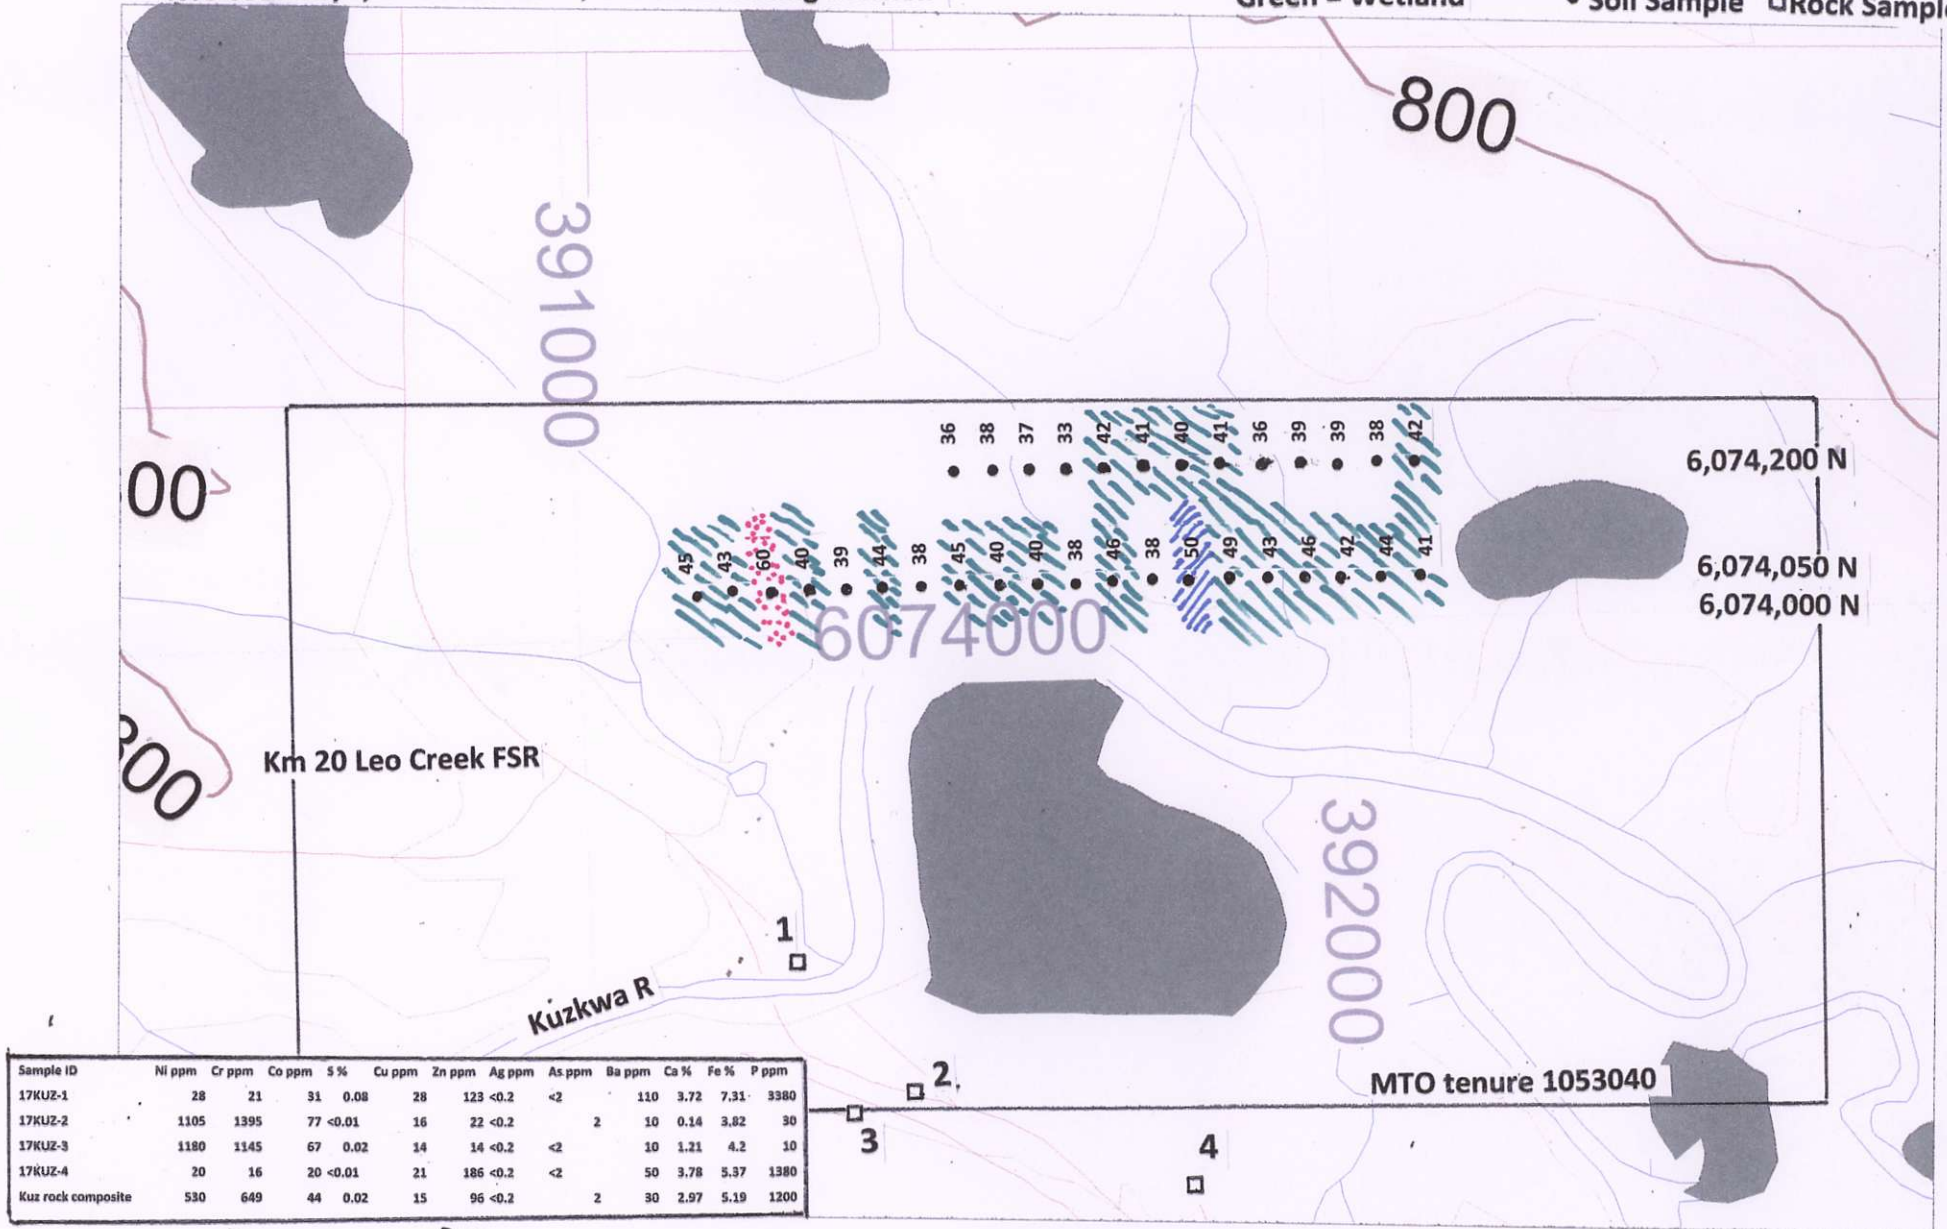 Green = Wetland
Soil Sample Rock Sample
800
391000
36 38 37 33 42 41 40 41 36 39 39 38 42
6,074,200 N
00
45 43 60 40 39 44 38 45 40 40 38 46 38 50 49 43 46 42 44 41
6,074,050 N
6,074,000 N
6074000
Km 20 Leo Creek FSR
800
392000
1
Kuzkwa R
2
MTO tenure 1053040
3
4
Sample ID Ni ppm Cr ppm Co ppm S % Cu ppm Zn ppm Ag ppm As ppm Ba ppm Ca % Fe % P ppm
17KUZ-1 28 21 31 0.08 28 123 <0.2 <2 110 3.72 7.31 3380
17KUZ-2 1105 1395 77 <0.01 16 22 <0.2 2 10 0.14 3.82 30
17KUZ-3 1180 1145 67 0.02 14 14 <0.2 <2 10 1.21 4.2 10
17KUZ-4 20 16 20 <0.01 21 186 <0.2 <2 50 3.78 5.37 1380
Kuz rock composite 530 649 44 0.02 15 96 <0.2 2 30 2.97 5.19 1200